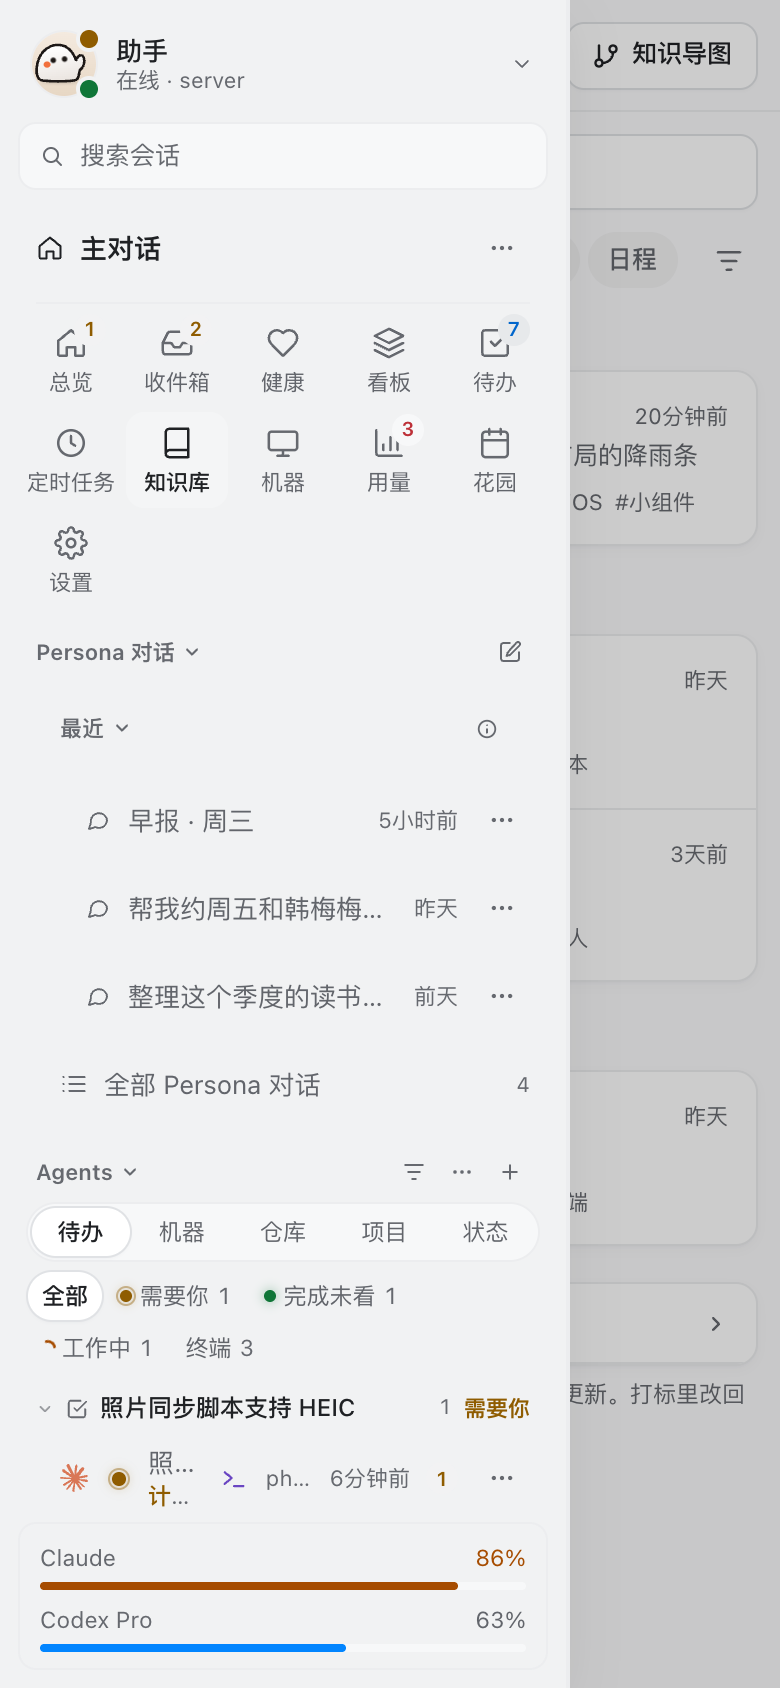 助手
在线 · server
知识导图
搜索会话
主对话
日程
1
2
7
总览
收件箱
健康
看板
待办
20分钟前
局的降雨条
OS #小组件
3
定时任务
知识库
机器
用量
花园
设置
Persona 对话
昨天
最近
本
早报 · 周三
5小时前
3天前
帮我约周五和韩梅梅...
昨天
人
整理这个季度的读书...
前天
全部 Persona 对话
4
昨天
Agents
端
待办
机器
仓库
项目
状态
全部
需要你 1
完成未看 1
工作中 1
终端 3
更新。打标里改回
照片同步脚本支持 HEIC
1
需要你
照...
计...
ph...
6分钟前
1
Claude
86%
Codex Pro
63%